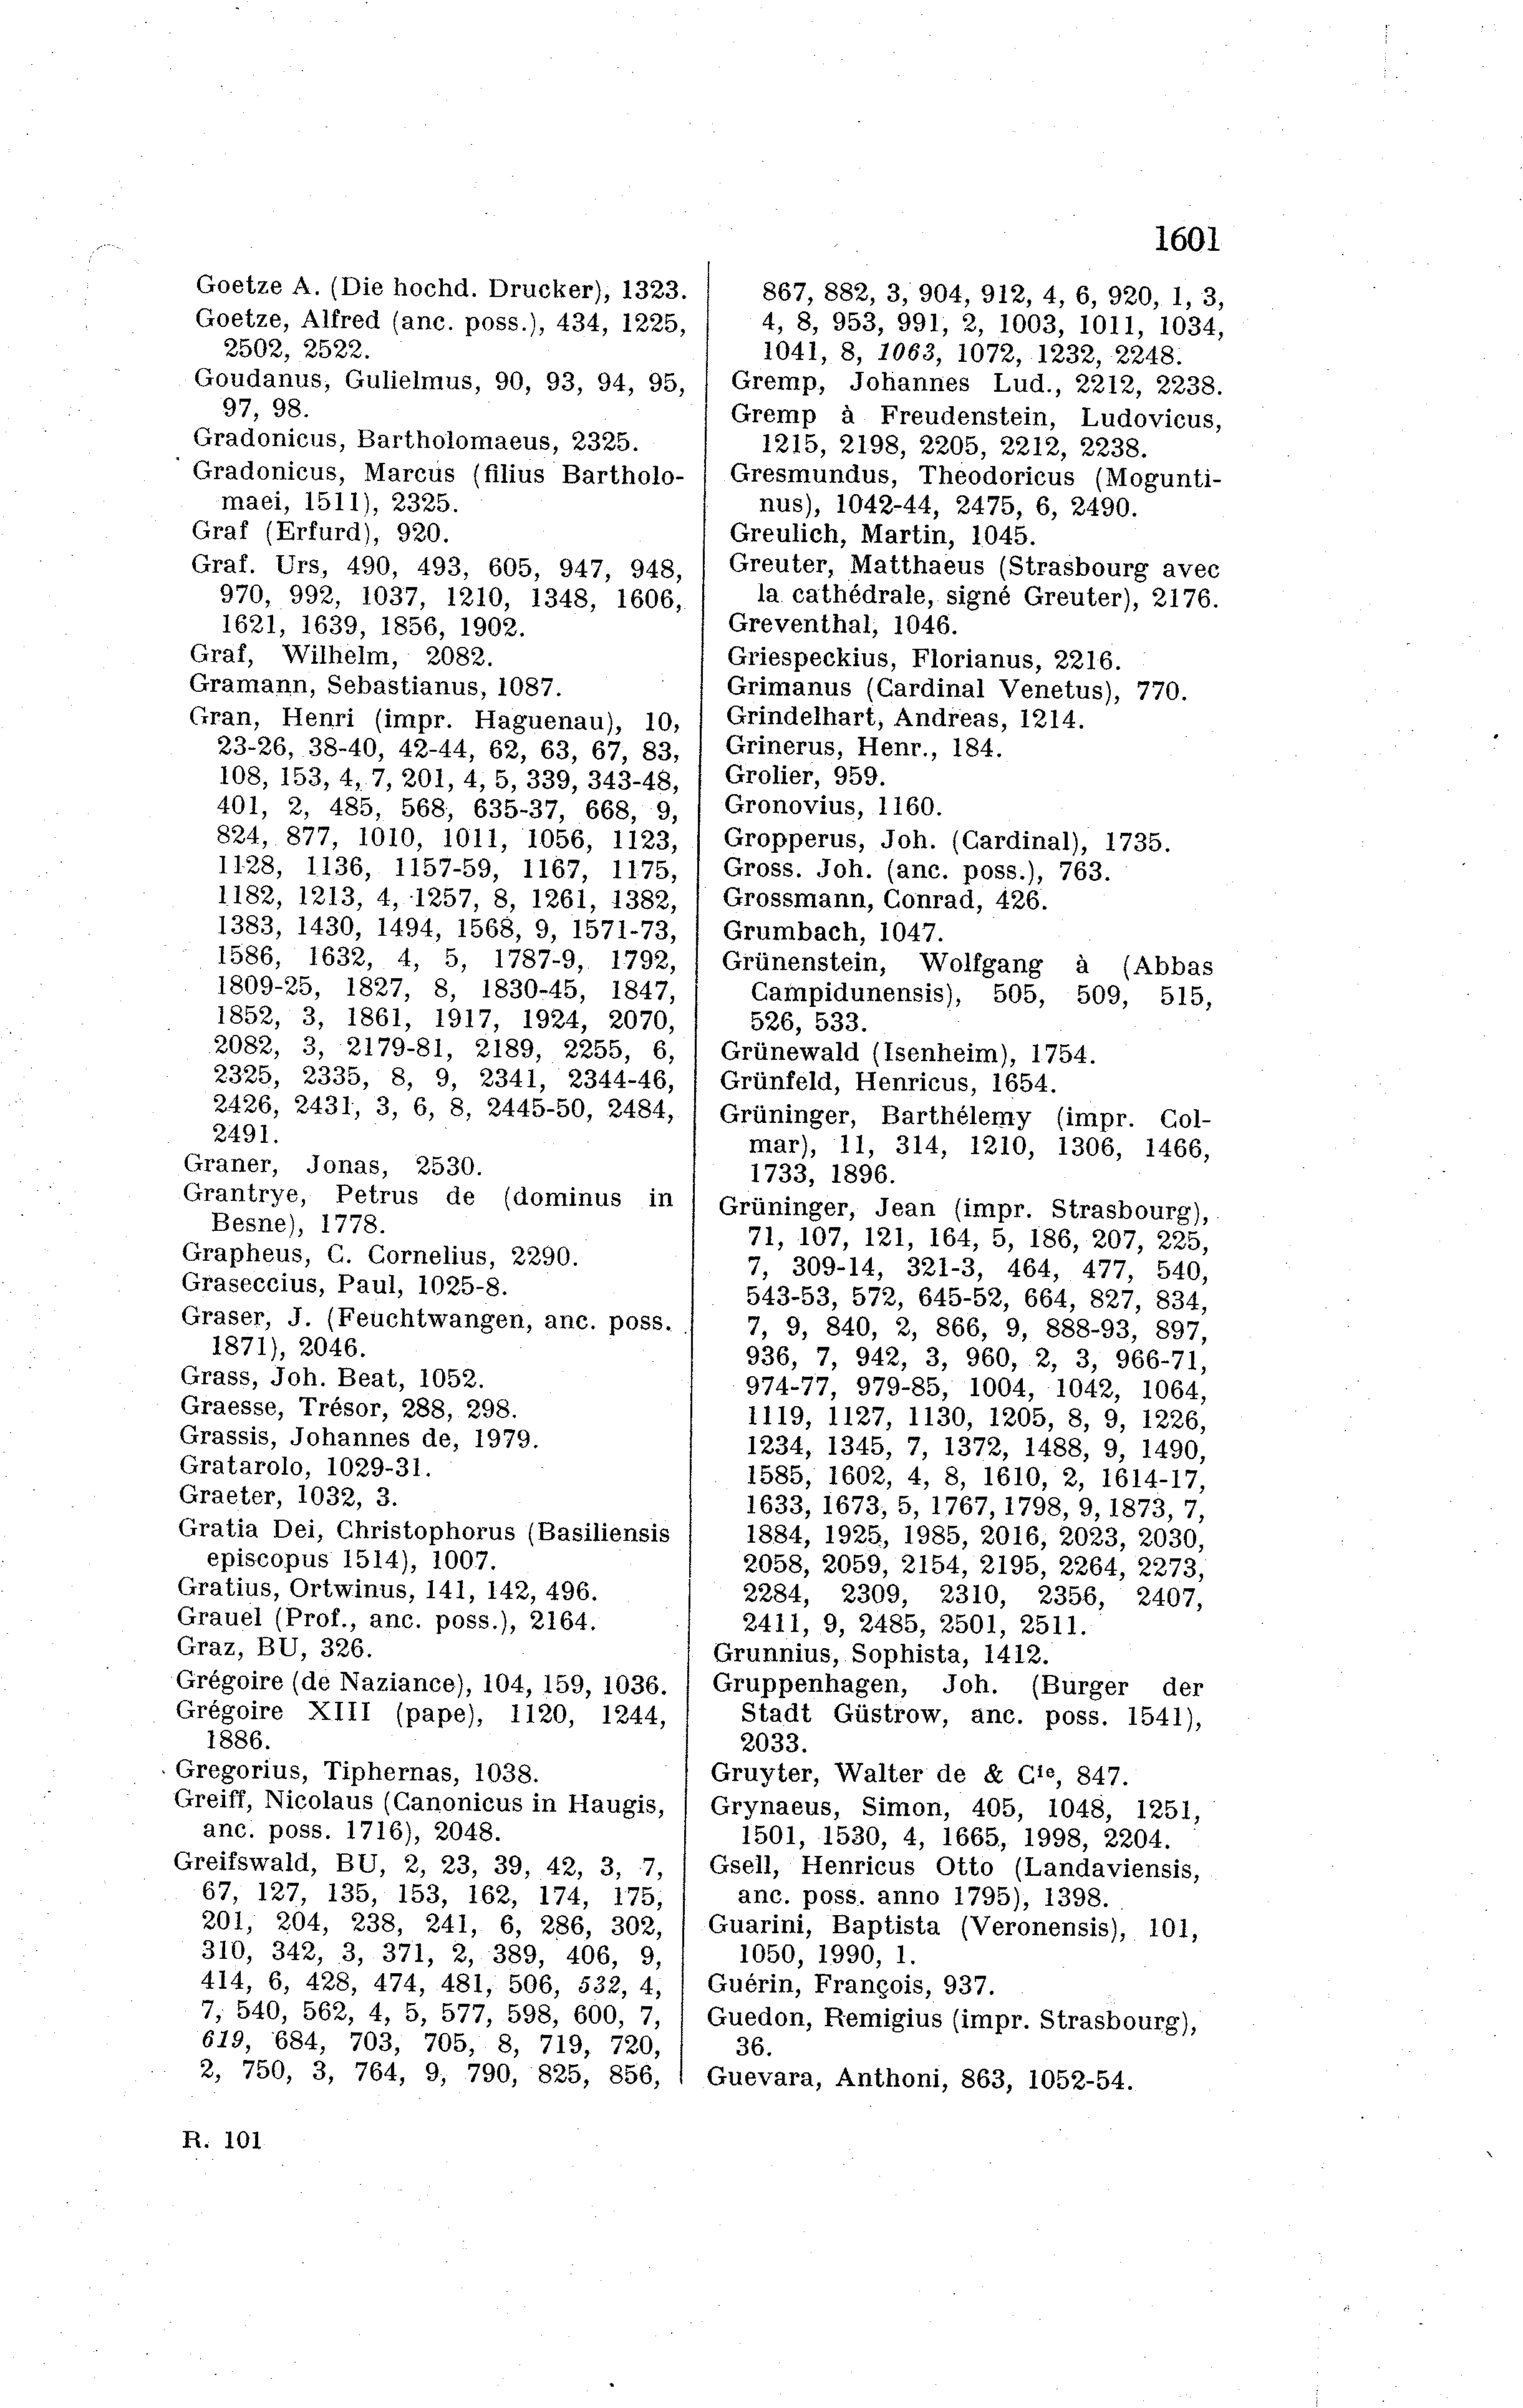 1601
Goetze A. (Die hochd. Drucker), 1323.
Goetze, Alfred (anc. poss.), 434, 1225,
2502, 2522.
Goudanus, Gulielmus, 90, 93, 94, 95,
97, 98.
Gradonicus, Bartholomaeus, 2325.
Gradonicus, Marcus (filius Bartholo-
maei, 1511), 2325.
Graf (Erfurd), 920.
Graf. Urs, 490, 493, 605, 947, 948,
970, 992, 1037, 1210, 1348, 1606,
1621, 1639, 1856, 1902.
Graf, Wilhelm, 2082.
Gramann, Sebastianus, 1087.
Gran, Henri (impr. Haguenau), 10,
23-26, 38-40, 42-44, 62, 63, 67, 83,
108, 153, 4, 7, 201, 4, 5, 339, 343-48,
401, 2, 485, 568, 635-37, 668, 9,
824, 877, 1010, 1011, 1056, 1123,
1128, 1136, 1157-59, 1167, 1175,
1182, 1213, 4, 1257, 8, 1261, 1382,
1383, 1430, 1494, 1568, 9, 1571-73,
1586, 1632, 4, 5, 1787-9, 1792,
1809-25, 1827, 8, 1830-45, 1847,
1852, 3, 1861, 1917, 1924, 2070,
2082, 3, 2179-81, 2189, 2255, 6,
2325, 2335, 8, 9, 2341, 2344-46,
2426, 2431, 3, 6, 8, 2445-50, 2484,
2491.
Graner, Jonas, 2530.
Grantrye, Petrus de (dominus in
Besne), 1778.
Grapheus, C. Cornelius, 2290.
Graseccius, Paul, 1025-8.
Graser, J. (Feuchtwangen, anc. poss.
1871), 2046.
Grass, Joh. Beat, 1052.
Graesse, Trésor, 288, 298.
Grassis, Johannes de, 1979.
Gratarolo, 1029-31.
Graeter, 1032, 3.
Gratia Dei, Christophorus (Basiliensis
episcopus 1514), 1007.
Gratius, Ortwinus, 141, 142, 496.
Grauel (Prof., anc. poss.), 2164.
Graz, BU, 326.
Grégoire (de Naziance), 104, 159, 1036.
Grégoire XIII (pape), 1120, 1244,
1886.
Gregorius, Tiphernas, 1038.
Greiff, Nicolaus (Canonicus in Haugis,
anc. poss. 1716), 2048.
Greifswald, BU, 2, 23, 39, 42, 3, 7,
67, 127, 135, 153, 162, 174, 175,
201, 204, 238, 241, 6, 286, 302,
310, 342, 3, 371, 2, 389, 406, 9,
414, 6, 428, 474, 481, 506, 532, 4,
7, 540, 562, 4, 5, 577, 598, 600, 7,
619, 684, 703, 705, 8, 719, 720,
2, 750, 3, 764, 9, 790, 825, 856,
867, 882, 3, 904, 912, 4, 6, 920, 1, 3,
4, 8, 953, 991, 2, 1003, 1011, 1034,
1041, 8, 1063, 1072, 1232, 2248.
Gremp, Johannes Lud., 2212, 2238.
Gremp à Freudenstein, Ludovicus,
1215, 2198, 2205, 2212, 2238.
Gresmundus, Theodoricus (Mogunti-
nus), 1042-44, 2475, 6, 2490.
Greulich, Martin, 1045.
Greuter, Matthaeus (Strasbourg avec
la cathédrale, signé Greuter), 2176.
Greventhal, 1046.
Griespeckius, Florianus, 2216.
Grimanus (Cardinal Venetus), 770.
Grindelhart, Andreas, 1214.
Grinerus, Henr., 184.
Grolier, 959.
Gronovius, 1160.
Gropperus, Joh. (Cardinal), 1735.
Gross. Joh. (anc. poss.), 763.
Grossmann, Conrad, 426.
Grumbach, 1047.
Grünenstein, Wolfgang à (Abbas
Campidunensis), 505, 509, 515,
526, 533.
Grünewald (Isenheim), 1754.
Grünfeld, Henricus, 1654.
Grüninger, Barthélemy (impr. Col-
mar), 11, 314, 1210, 1306, 1466,
1733, 1896.
Grüninger, Jean (impr. Strasbourg),
71, 107, 121, 164, 5, 186, 207, 225,
7, 309-14, 321-3, 464, 477, 540,
543-53, 572, 645-52, 664, 827, 834,
7, 9, 840, 2, 866, 9, 888-93, 897,
936, 7, 942, 3, 960, 2, 3, 966-71,
974-77, 979-85, 1004, 1042, 1064,
1119, 1127, 1130, 1205, 8, 9, 1226,
1234, 1345, 7, 1372, 1488, 9, 1490,
1585, 1602, 4, 8, 1610, 2, 1614-17,
1633, 1673, 5, 1767, 1798, 9, 1873, 7,
1884, 1925, 1985, 2016, 2023, 2030,
2058, 2059, 2154, 2195, 2264, 2273,
2284, 2309, 2310, 2356, 2407,
2411, 9, 2485, 2501, 2511.
Grunnius, Sophista, 1412.
Gruppenhagen, Joh. (Burger der
Stadt Güstrow, anc. poss. 1541),
2033.
Gruyter, Walter de & Cie, 847.
Grynaeus, Simon, 405, 1048, 1251,
1501, 1530, 4, 1665, 1998, 2204.
Gsell, Henricus Otto (Landaviensis,
anc. poss. anno 1795), 1398.
Guarini, Baptista (Veronensis), 101,
1050, 1990, 1.
Guérin, François, 937.
Guedon, Remigius (impr. Strasbourg),
36.
Guevara, Anthoni, 863, 1052-54.
R. 101